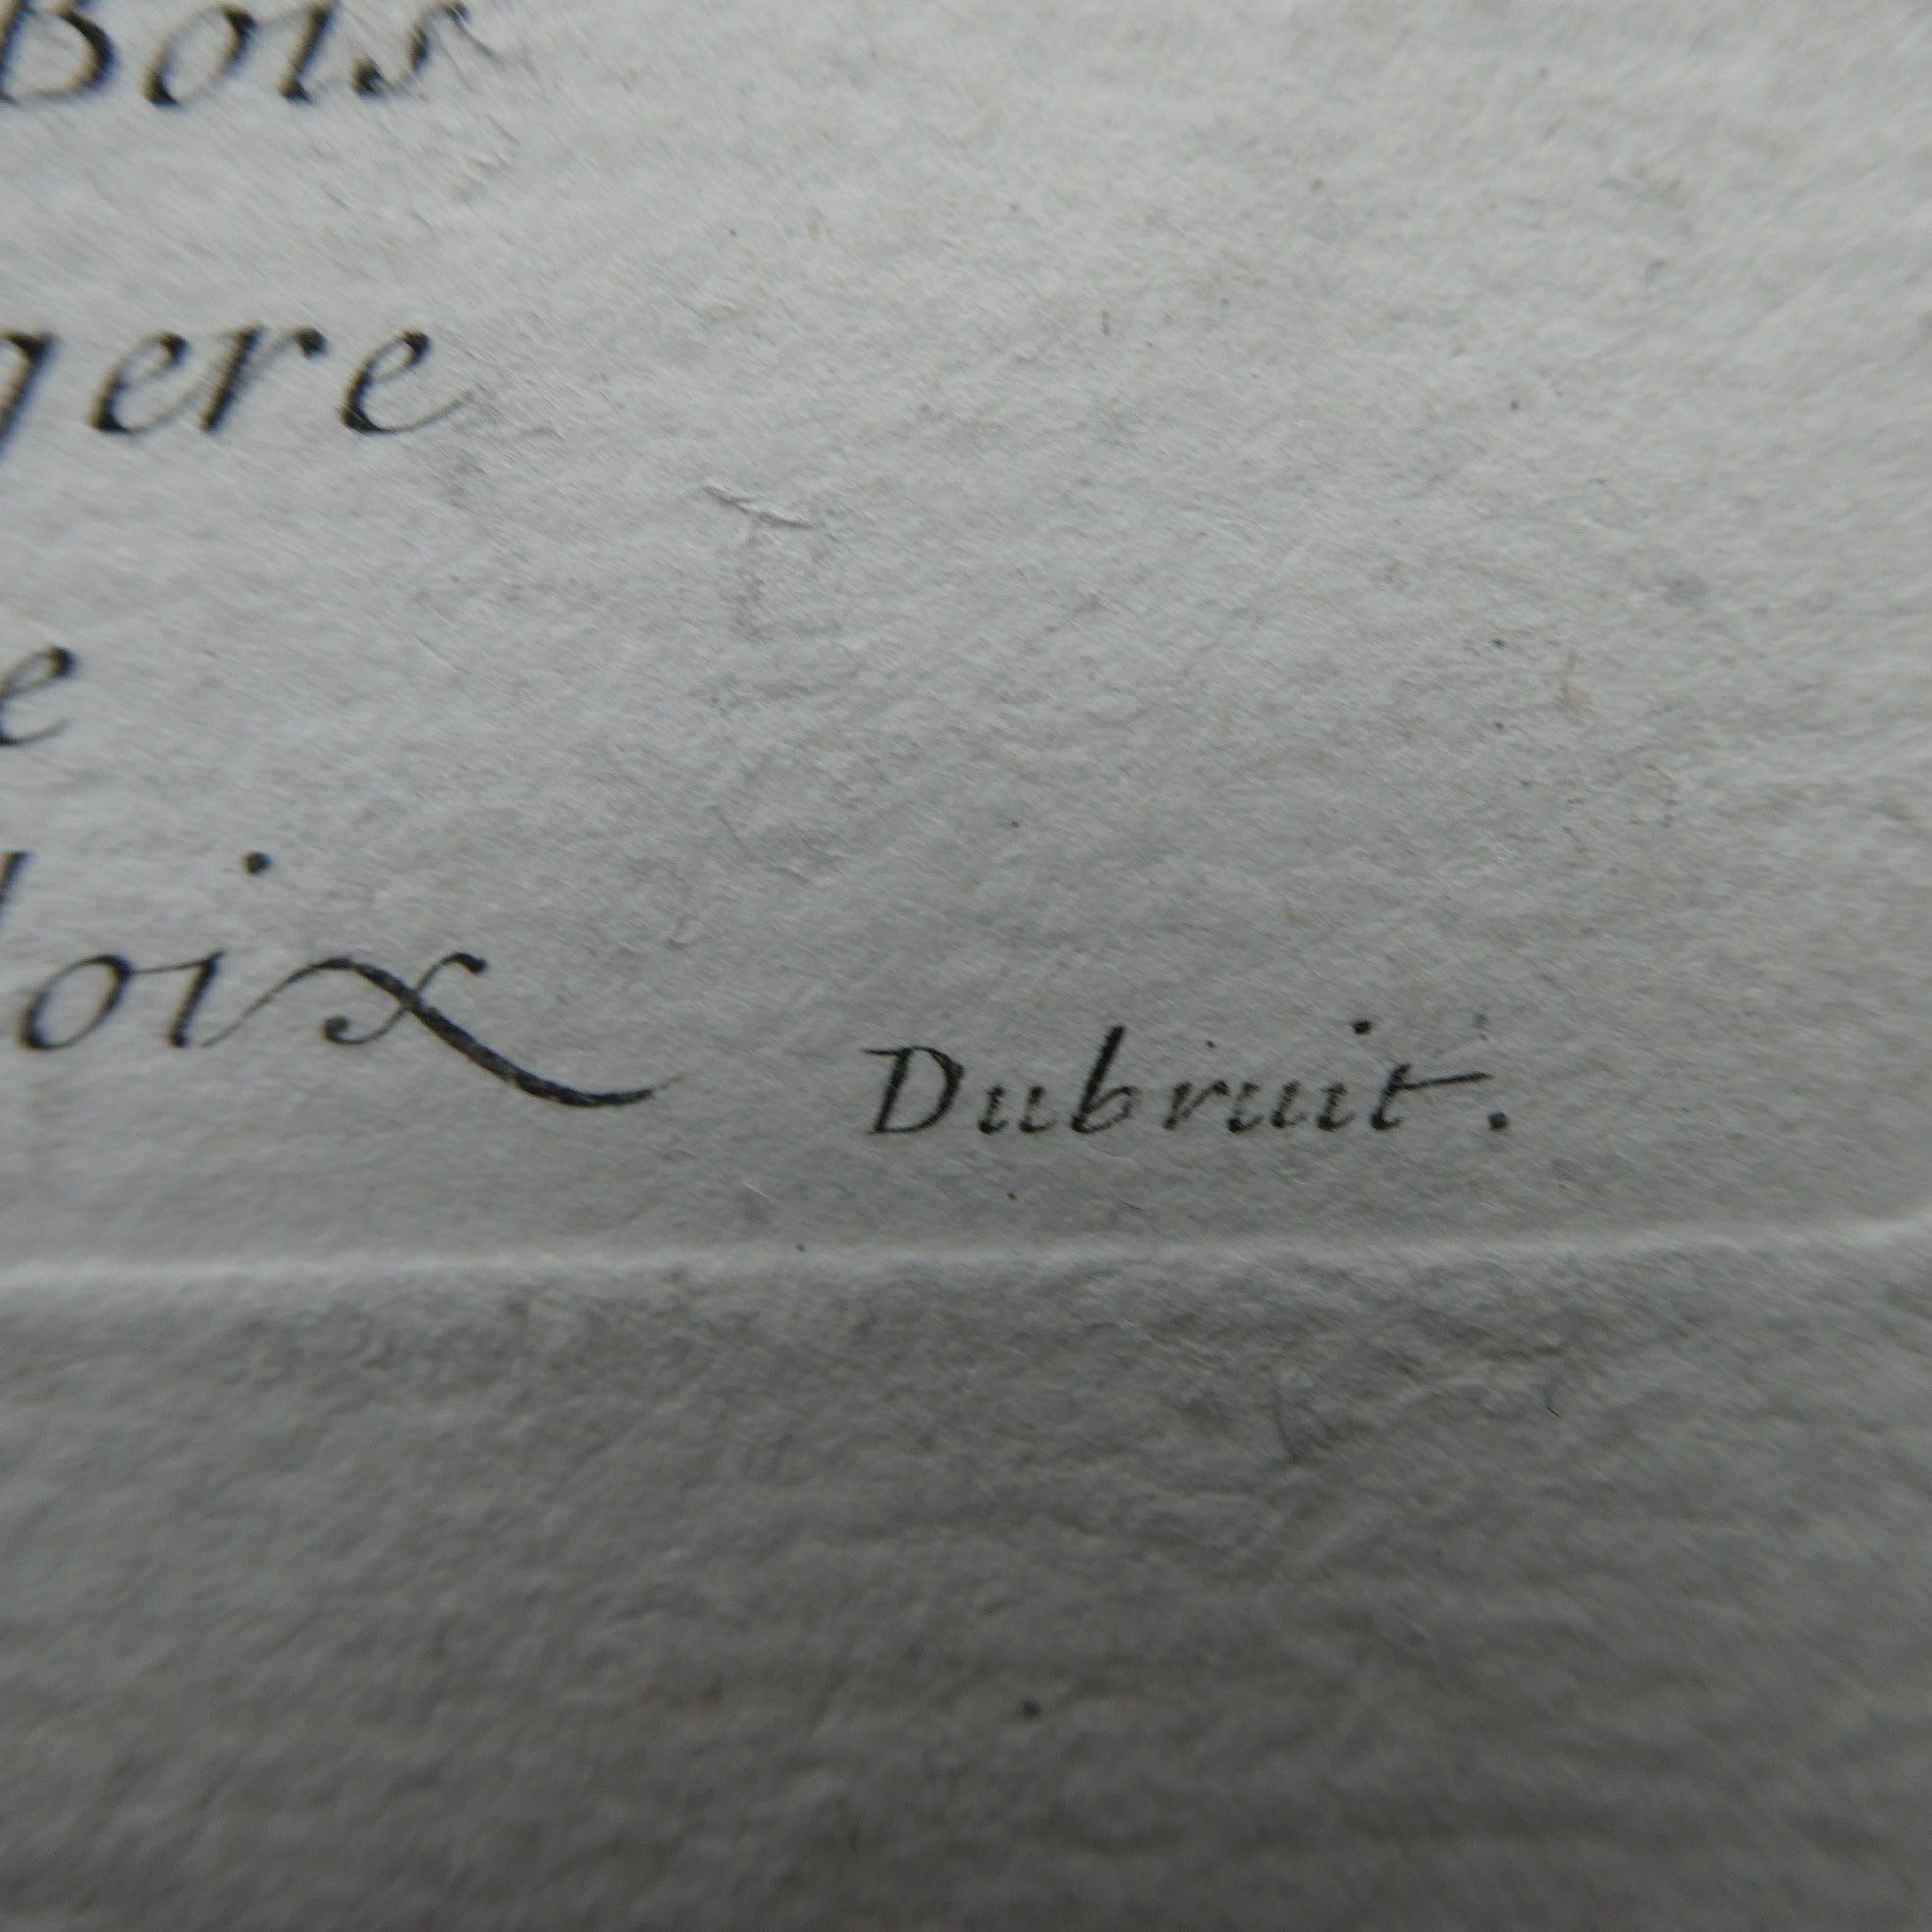 Bois
gere
e
oix
Dubruit.